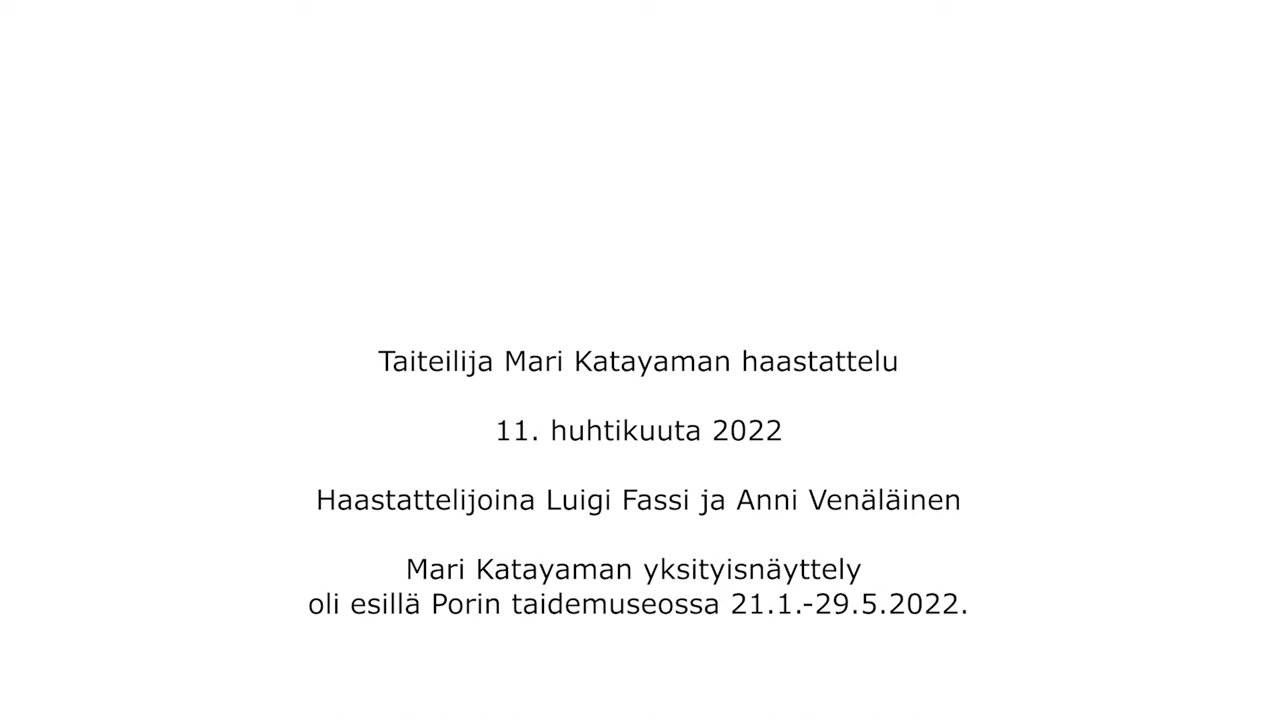 Taiteilija Mari Katayaman haastattelu
11. huhtikuuta 2022
Haastattelijoina Luigi Fassi ja Anni Venäläinen
Mari Katayaman yksityisnäyttely
oli esillä Porin taidemuseossa 21.1.-29.5.2022.